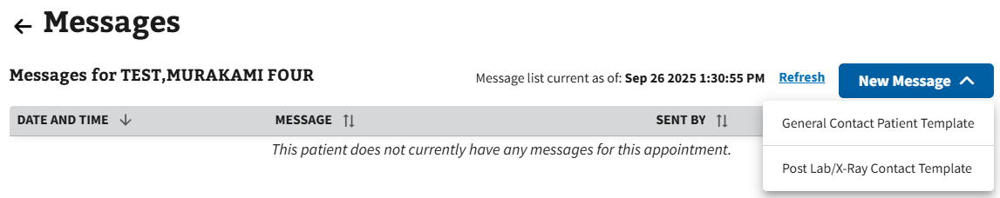 Messages
Messages for TEST,MURAKAMI FOUR
Message list current as of: Sep 26 2025 1:30:55 PM Refresh New Message
DATE AND TIME MESSAGE SENT BY
General Contact Patient Template
This patient does not currently have any messages for this appointment.
Post Lab/X-Ray Contact Template